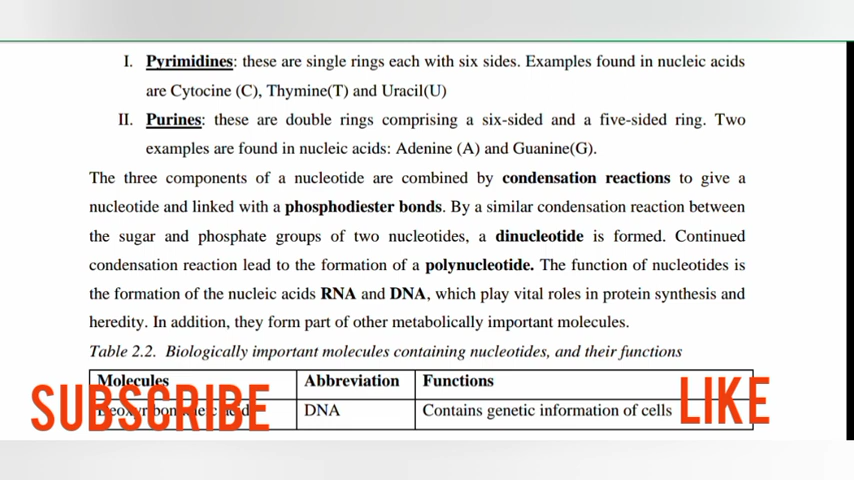 I. Pyrimidines: these are single rings each with six sides. Examples found in nucleic acids
are Cytocine (C), Thymine(T) and Uracil(U)
II. Purines: these are double rings comprising a six-sided and a five-sided ring. Two
examples are found in nucleic acids: Adenine (A) and Guanine(G).
The three components of a nucleotide are combined by condensation reactions to give a
nucleotide and linked with a phosphodiester bonds. By a similar condensation reaction between
the sugar and phosphate groups of two nucleotides, a dinucleotide is formed. Continued
condensation reaction lead to the formation of a polynucleotide. The function of nucleotides is
the formation of the nucleic acids RNA and DNA, which play vital roles in protein synthesis and
heredity. In addition, they form part of other metabolically important molecules.
Table 2.2. Biologically important molecules containing nucleotides, and their functions
Molecules Abbreviation Functions
DNA Contains genetic information of cells
SUBSCRIBE LIKE